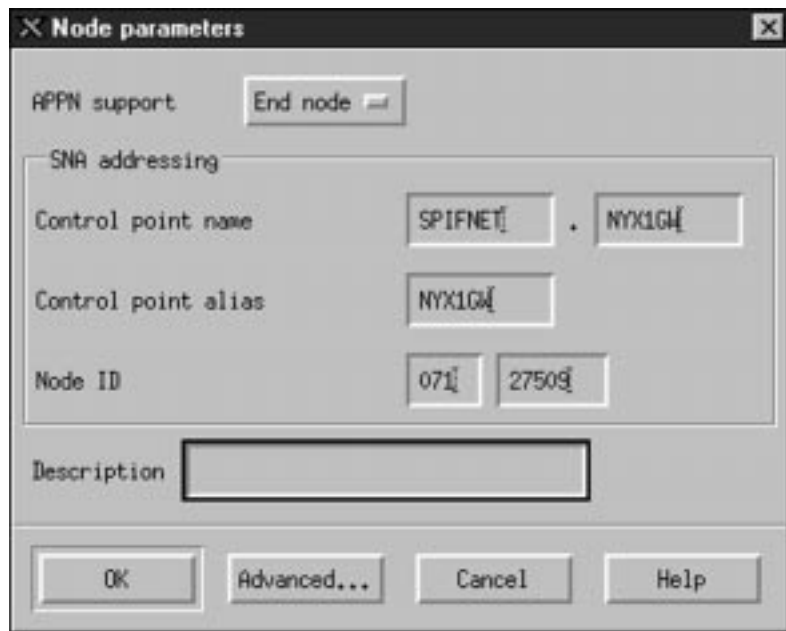 Node parameters
APPN support End node
SNA addressing
Control point name SPIFNET . NYX1GW
Control point alias NYX1GW
Node ID 071 27509
Description
OK Advanced... Cancel Help